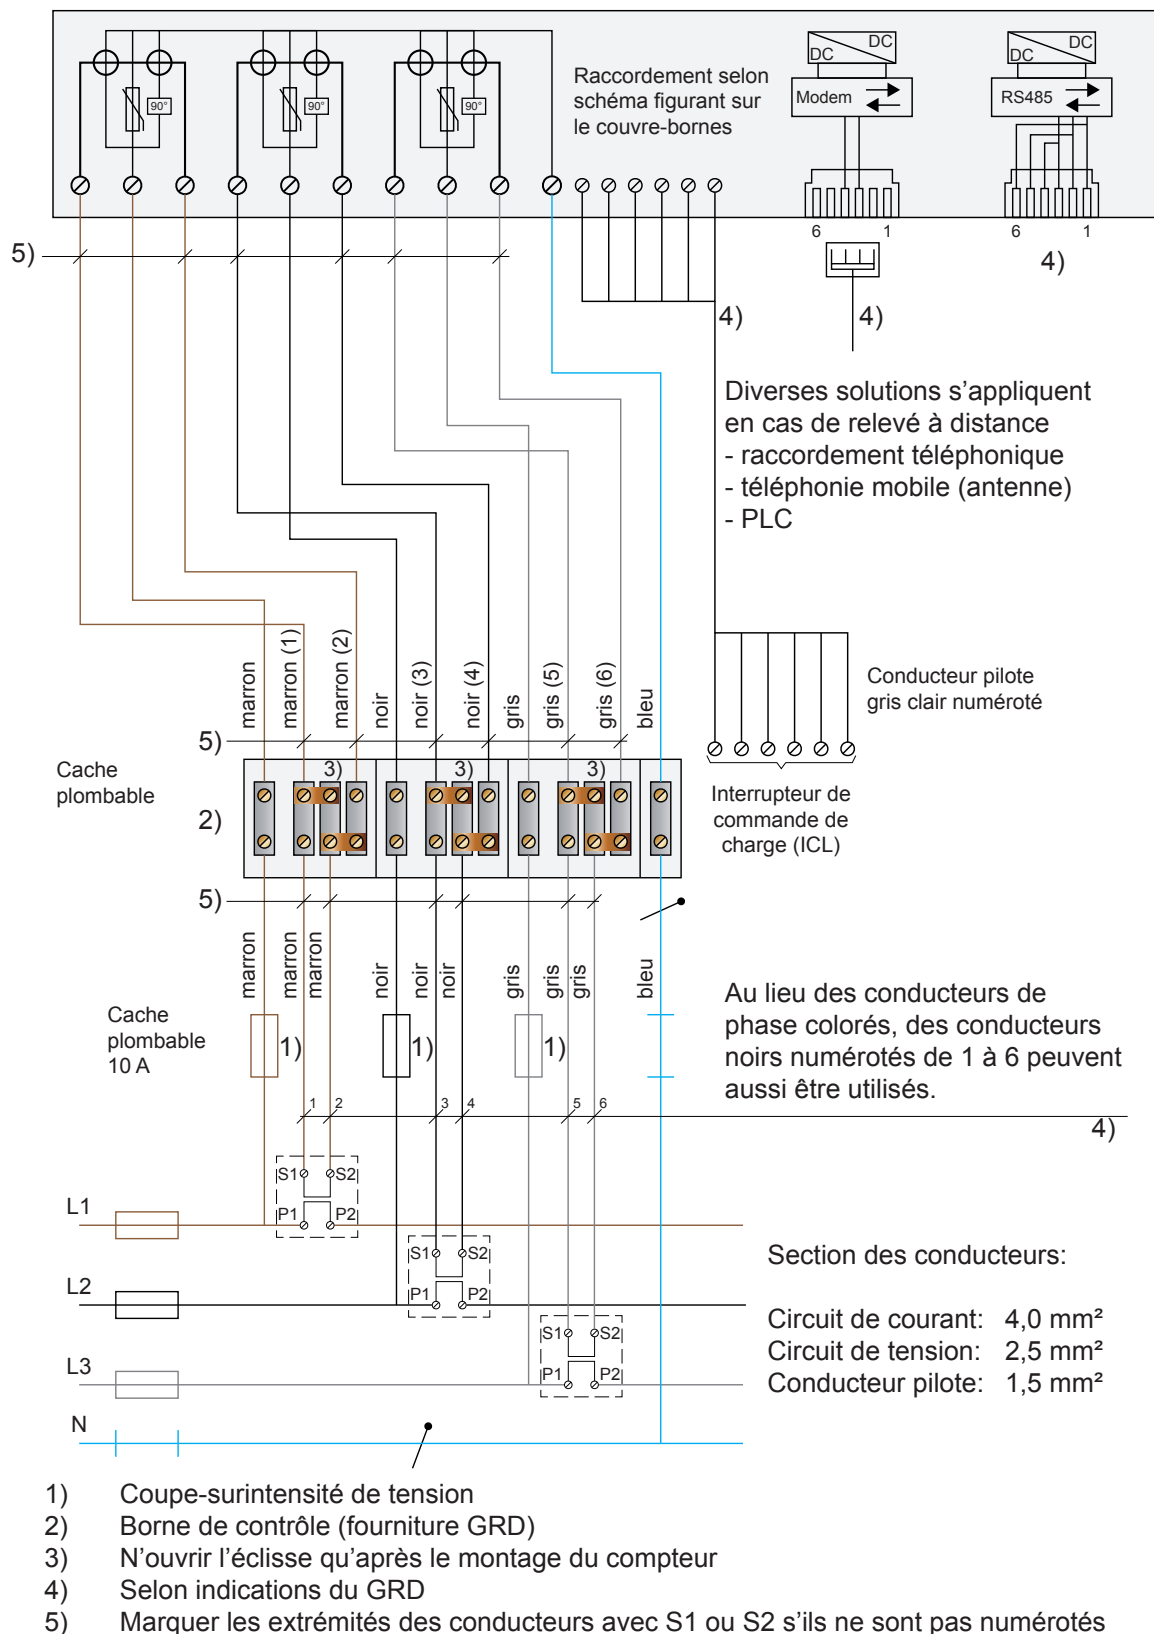 DC
DC
DC
DC
Raccordement selon
schéma figurant sur
le couvre-bornes
Modem
RS485
90°
90°
90°
6
1
6
1
5)
4)
4)
4)
Diverses solutions s’appliquent
en cas de relevé à distance
- raccordement téléphonique
- téléphonie mobile (antenne)
- PLC
marron
marron (1)
marron (2)
noir
noir (3)
noir (4)
gris
gris (5)
gris (6)
bleu
Conducteur pilote
gris clair numéroté
5)
Cache
plombable
3)
3)
3)
2)
Interrupteur de
commande de
charge (ICL)
5)
marron
marron
marron
noir
noir
noir
gris
gris
gris
bleu
Au lieu des conducteurs de
phase colorés, des conducteurs
noirs numérotés de 1 à 6 peuvent
aussi être utilisés.
Cache
plombable
10 A
1)
1)
1)
1
2
3
4
5
6
4)
S1
S2
L1
P1
P2
S1
S2
L2
P1
P2
S1
S2
L3
P1
P2
N
Section des conducteurs:
Circuit de courant: 4,0 mm²
Circuit de tension: 2,5 mm²
Conducteur pilote: 1,5 mm²
1) Coupe-surintensité de tension
2) Borne de contrôle (fourniture GRD)
3) N’ouvrir l’éclisse qu’après le montage du compteur
4) Selon indications du GRD
5) Marquer les extrémités des conducteurs avec S1 ou S2 s’ils ne sont pas numérotés